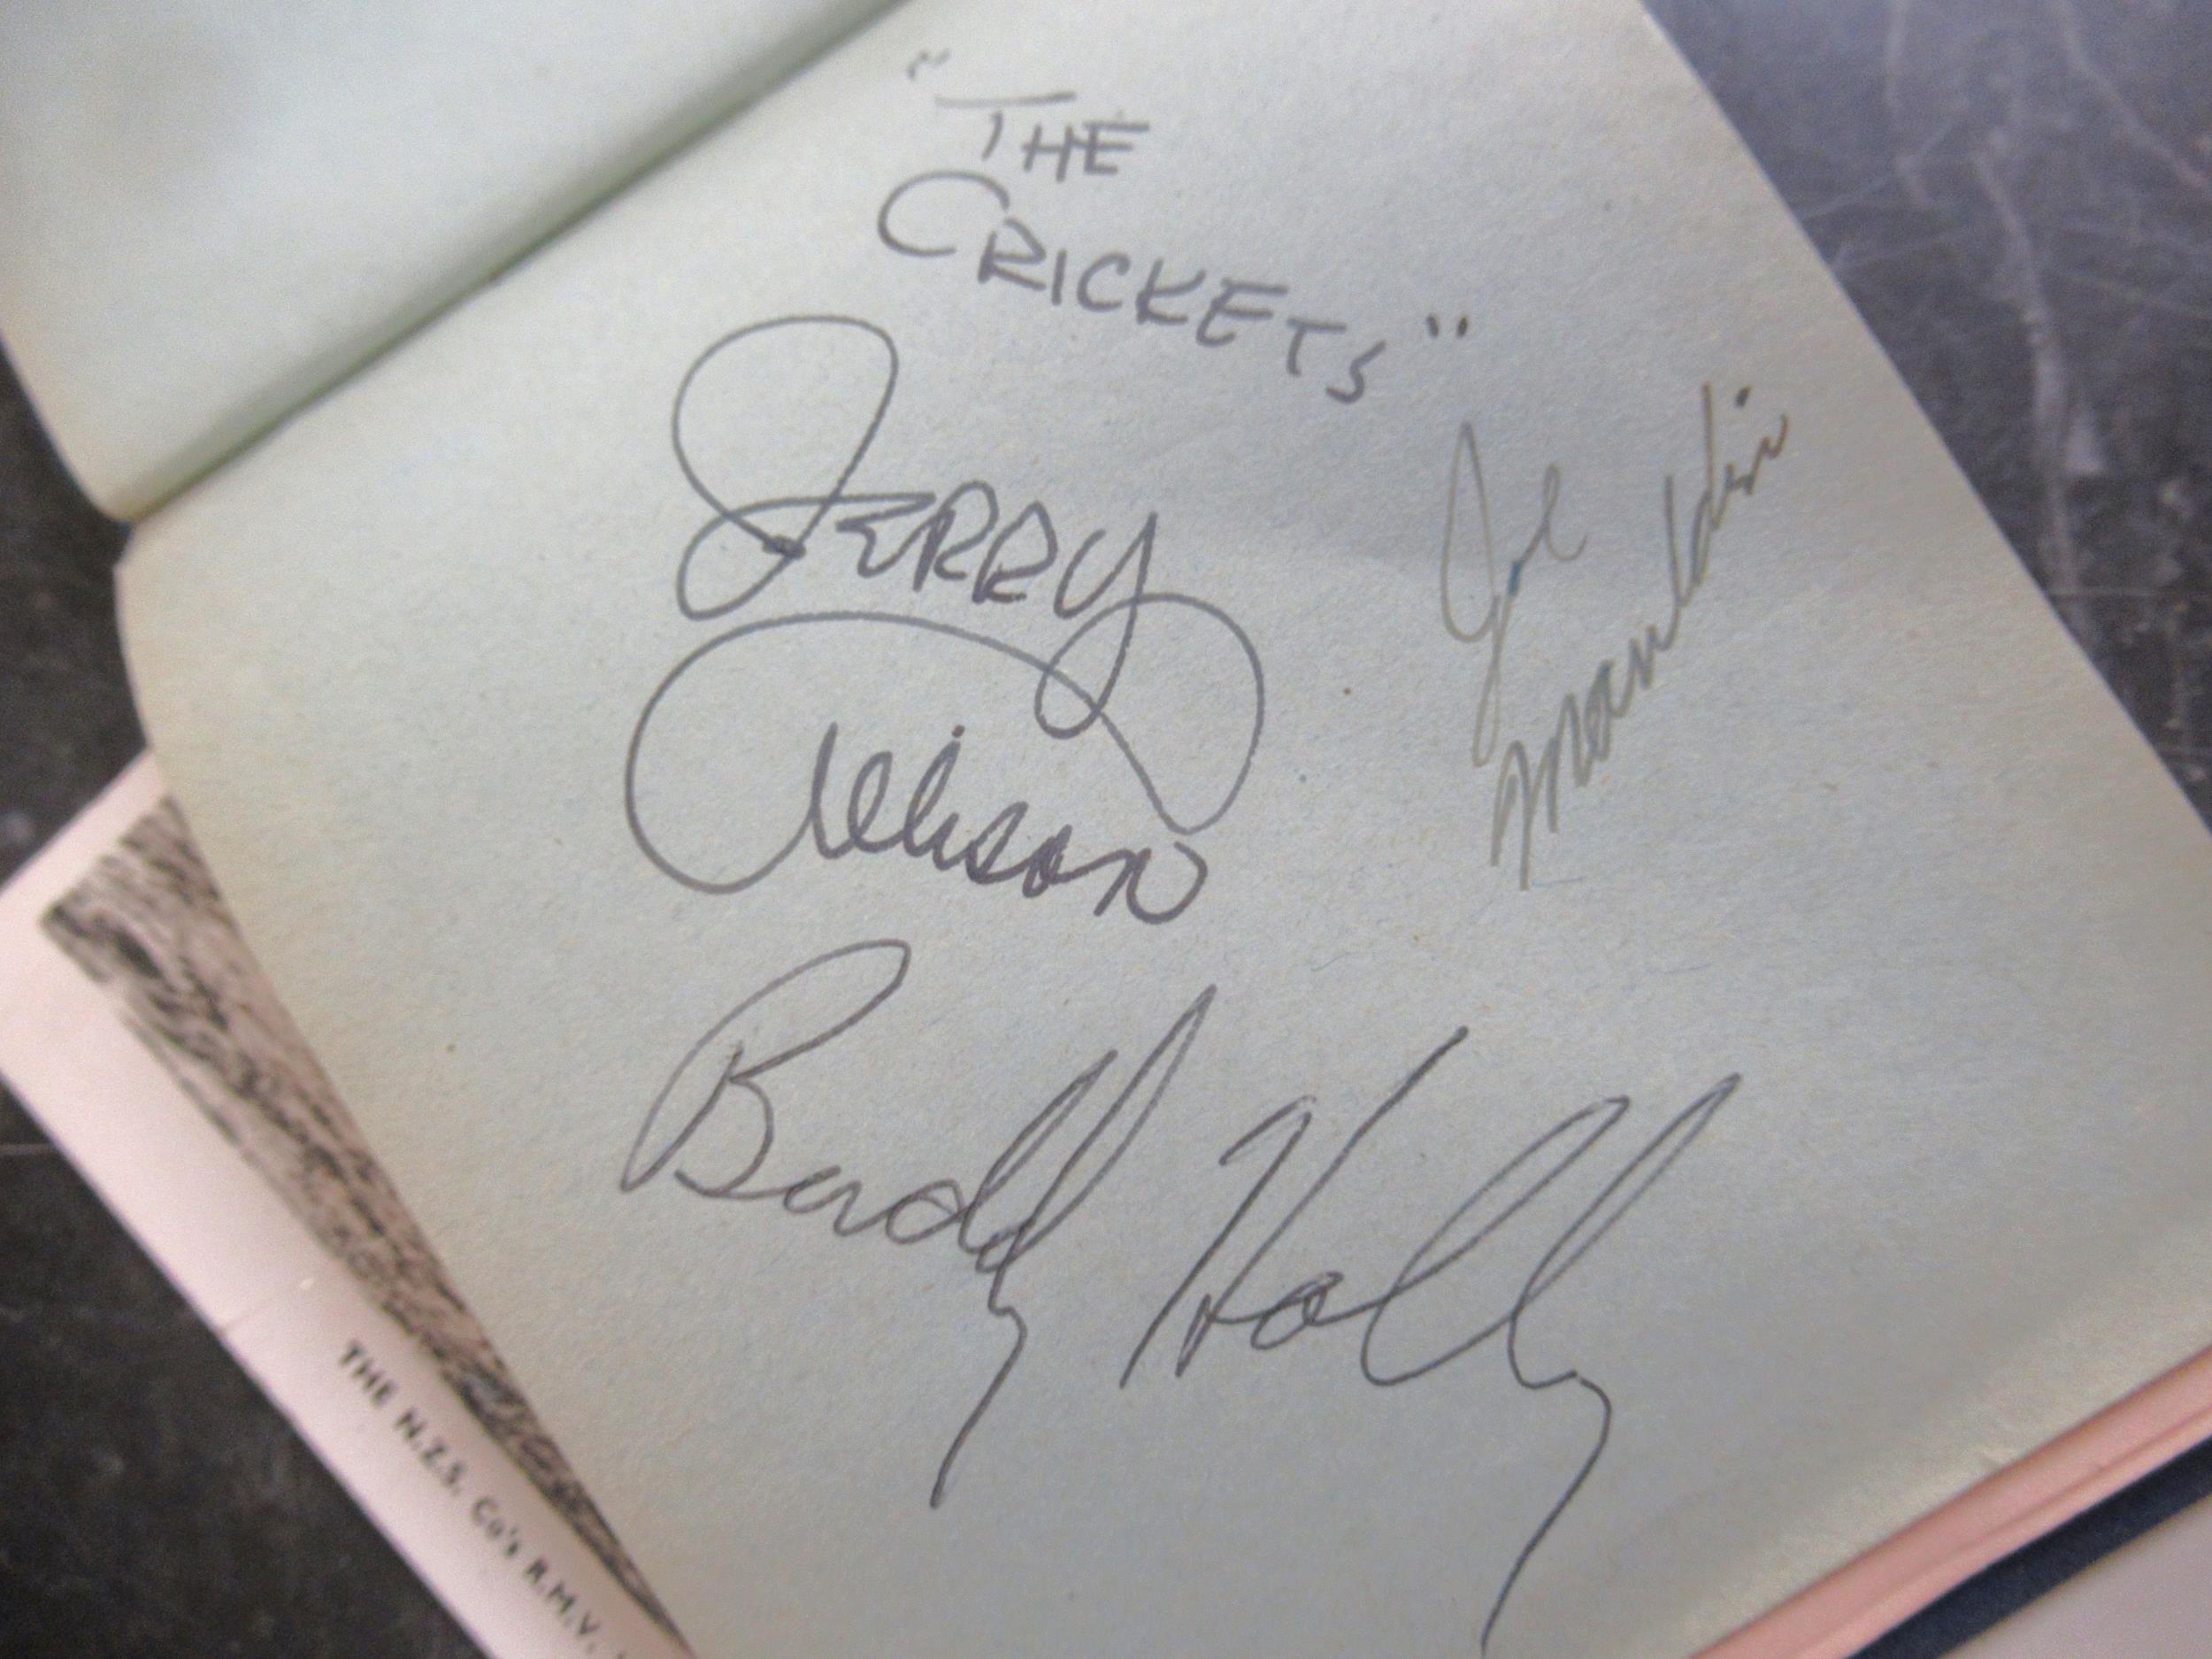 "THE
CRICKETS"
JERRY
Allison
Joe
Mauldin
Buddy Holly
THE N.Z.S. Co's R.M.V.